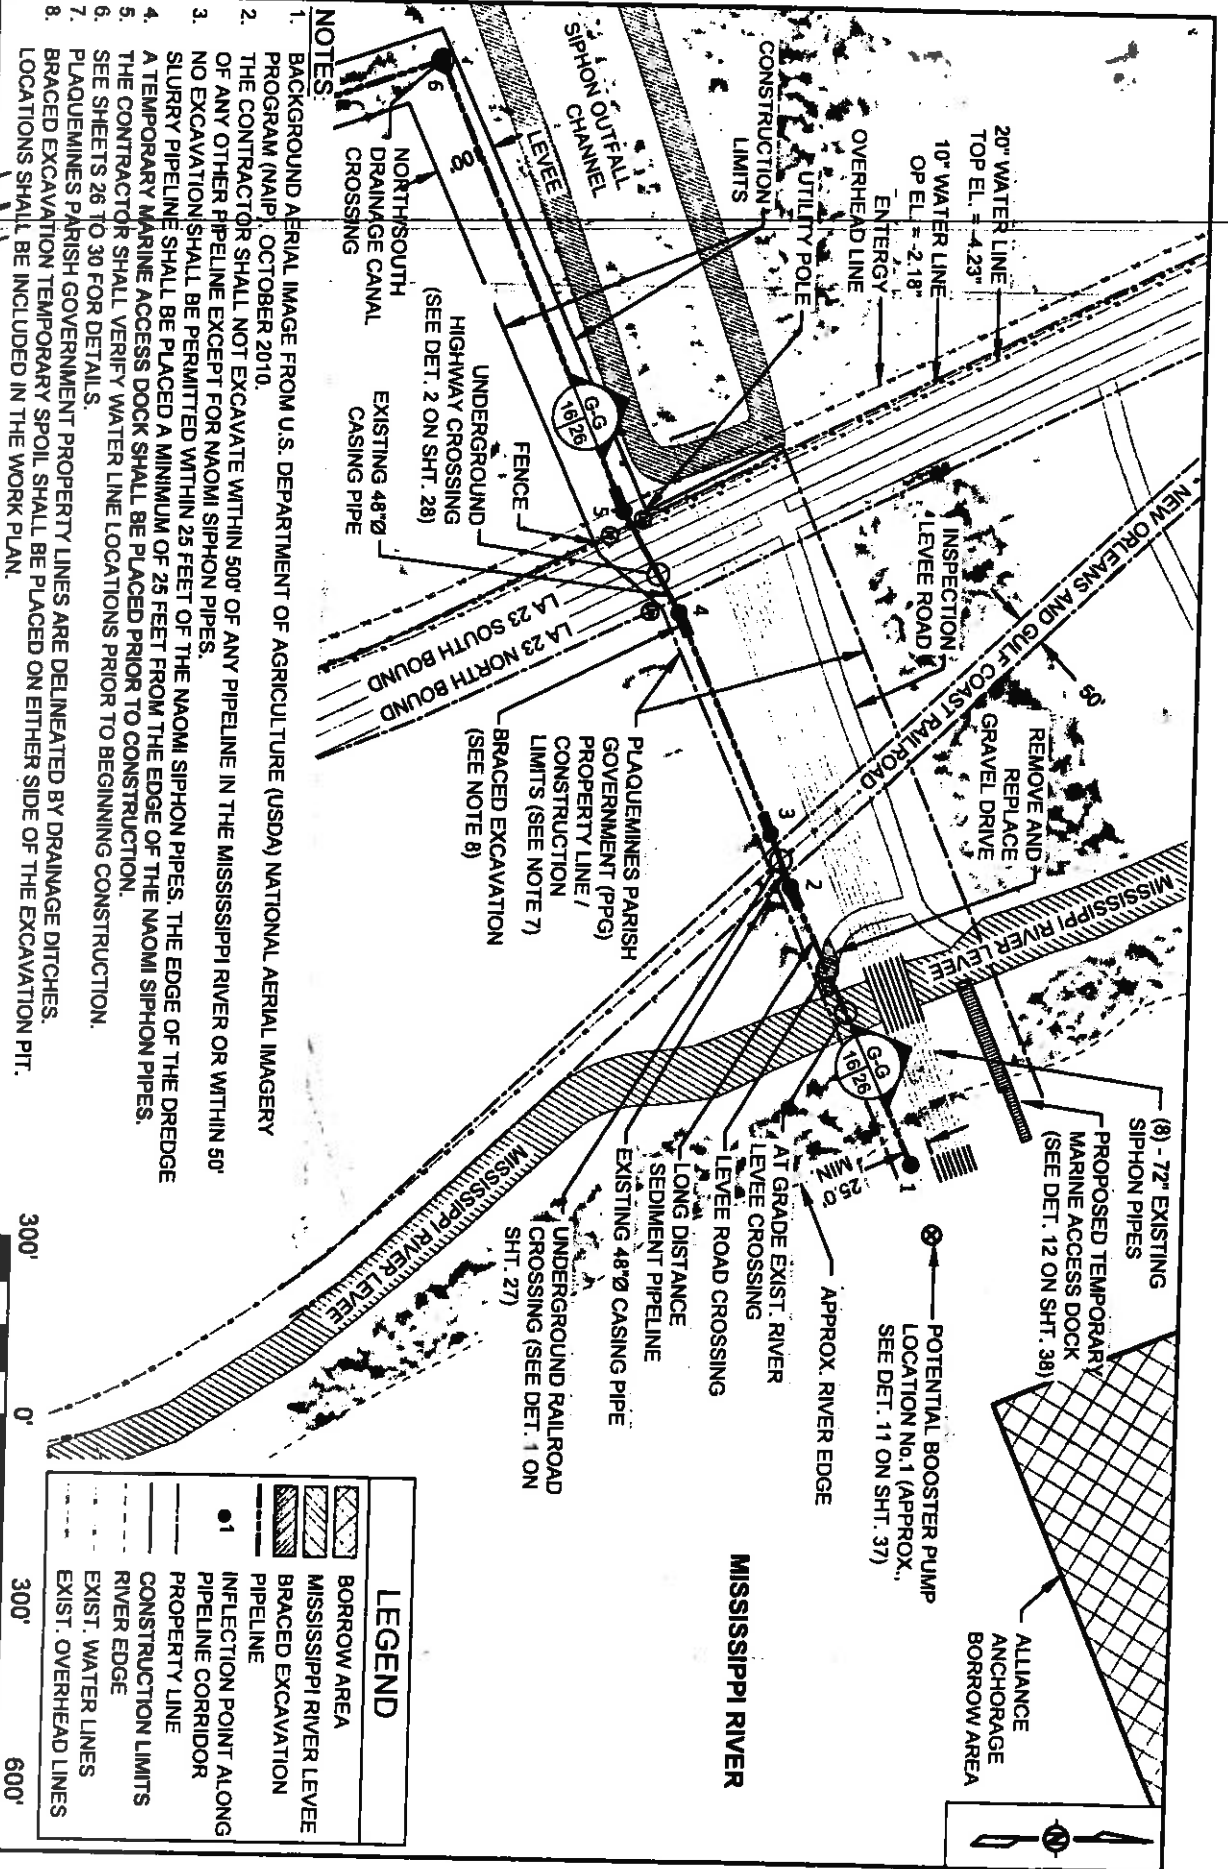 20" WATER LINE
TOP EL. = -4.23"
10" WATER LINE
OP EL. = -2.18"
ENTERGY
OVERHEAD LINE
UTILITY POLE
CONSTRUCTION
LIMITS
SIPHON OUTFALL
CHANNEL
LEVEE
.00'
6
NORTH/SOUTH
DRAINAGE CANAL
CROSSING
G-G
16 26
5
UNDERGROUND
HIGHWAY CROSSING
(SEE DET. 2 ON SHT. 28)
FENCE
EXISTING 48"Ø
CASING PIPE
4
LA 23 SOUTH BOUND
LA 23 NORTH BOUND
NEW ORLEANS AND GULF COAST RAILROAD
50'
INSPECTION
LEVEE ROAD
REMOVE AND
REPLACE
GRAVEL DRIVE
MISSISSIPPI RIVER LEVEE
3
2
PLAQUEMINES PARISH
GOVERNMENT (PPG)
PROPERTY LINE /
CONSTRUCTION
LIMITS (SEE NOTE 7)
BRACED EXCAVATION
(SEE NOTE 8)
G-G
16 26
1
25.0
MIN.
(8) - 72" EXISTING
SIPHON PIPES
PROPOSED TEMPORARY
MARINE ACCESS DOCK
(SEE DET. 12 ON SHT. 38)
POTENTIAL BOOSTER PUMP
LOCATION No.1 (APPROX.,
SEE DET. 11 ON SHT. 37)
APPROX. RIVER EDGE
AT GRADE EXIST. RIVER
LEVEE CROSSING
LEVEE ROAD CROSSING
LONG DISTANCE
SEDIMENT PIPELINE
EXISTING 48"Ø CASING PIPE
UNDERGROUND RAILROAD
CROSSING (SEE DET. 1 ON
SHT. 27)
MISSISSIPPI RIVER LEVEE
ALLIANCE
ANCHORAGE
BORROW AREA
MISSISSIPPI RIVER
N
LEGEND
BORROW AREA
MISSISSIPPI RIVER LEVEE
BRACED EXCAVATION
PIPELINE
1 INFLECTION POINT ALONG
PIPELINE CORRIDOR
PROPERTY LINE
CONSTRUCTION LIMITS
RIVER EDGE
EXIST. WATER LINES
EXIST. OVERHEAD LINES
NOTES:
1. BACKGROUND AERIAL IMAGE FROM U.S. DEPARTMENT OF AGRICULTURE (USDA) NATIONAL AERIAL IMAGERY
PROGRAM (NAIP), OCTOBER 2010.
2. THE CONTRACTOR SHALL NOT EXCAVATE WITHIN 500' OF ANY PIPELINE IN THE MISSISSIPPI RIVER OR WITHIN 50'
OF ANY OTHER PIPELINE EXCEPT FOR NAOMI SIPHON PIPES.
3. NO EXCAVATION SHALL BE PERMITTED WITHIN 25 FEET OF THE NAOMI SIPHON PIPES. THE EDGE OF THE DREDGE
SLURRY PIPELINE SHALL BE PLACED A MINIMUM OF 25 FEET FROM THE EDGE OF THE NAOMI SIPHON PIPES.
4. A TEMPORARY MARINE ACCESS DOCK SHALL BE PLACED PRIOR TO CONSTRUCTION.
5. THE CONTRACTOR SHALL VERIFY WATER LINE LOCATIONS PRIOR TO BEGINNING CONSTRUCTION.
6. SEE SHEETS 26 TO 30 FOR DETAILS.
7. PLAQUEMINES PARISH GOVERNMENT PROPERTY LINES ARE DELINEATED BY DRAINAGE DITCHES.
8. BRACED EXCAVATION TEMPORARY SPOIL SHALL BE PLACED ON EITHER SIDE OF THE EXCAVATION PIT.
LOCATIONS SHALL BE INCLUDED IN THE WORK PLAN.
300' 0' 300' 600'